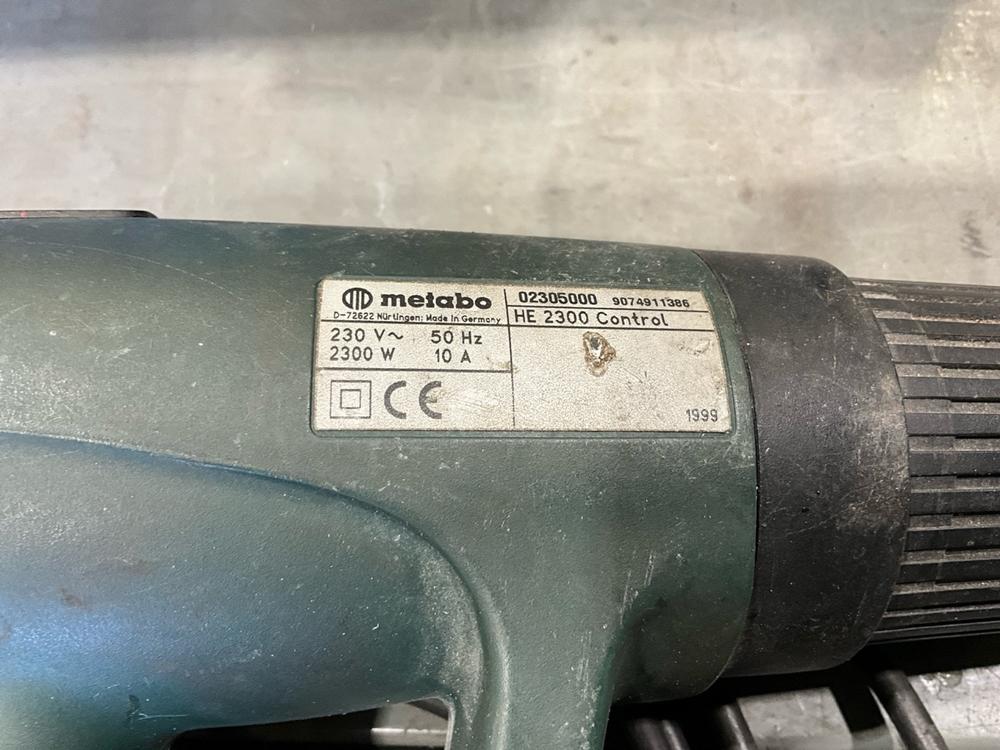 metabo
D-72622 Nürtingen; Made in Germany
02305000 9074911386
HE 2300 Control
230 V~ 50 Hz
2300 W 10 A
CE
1999